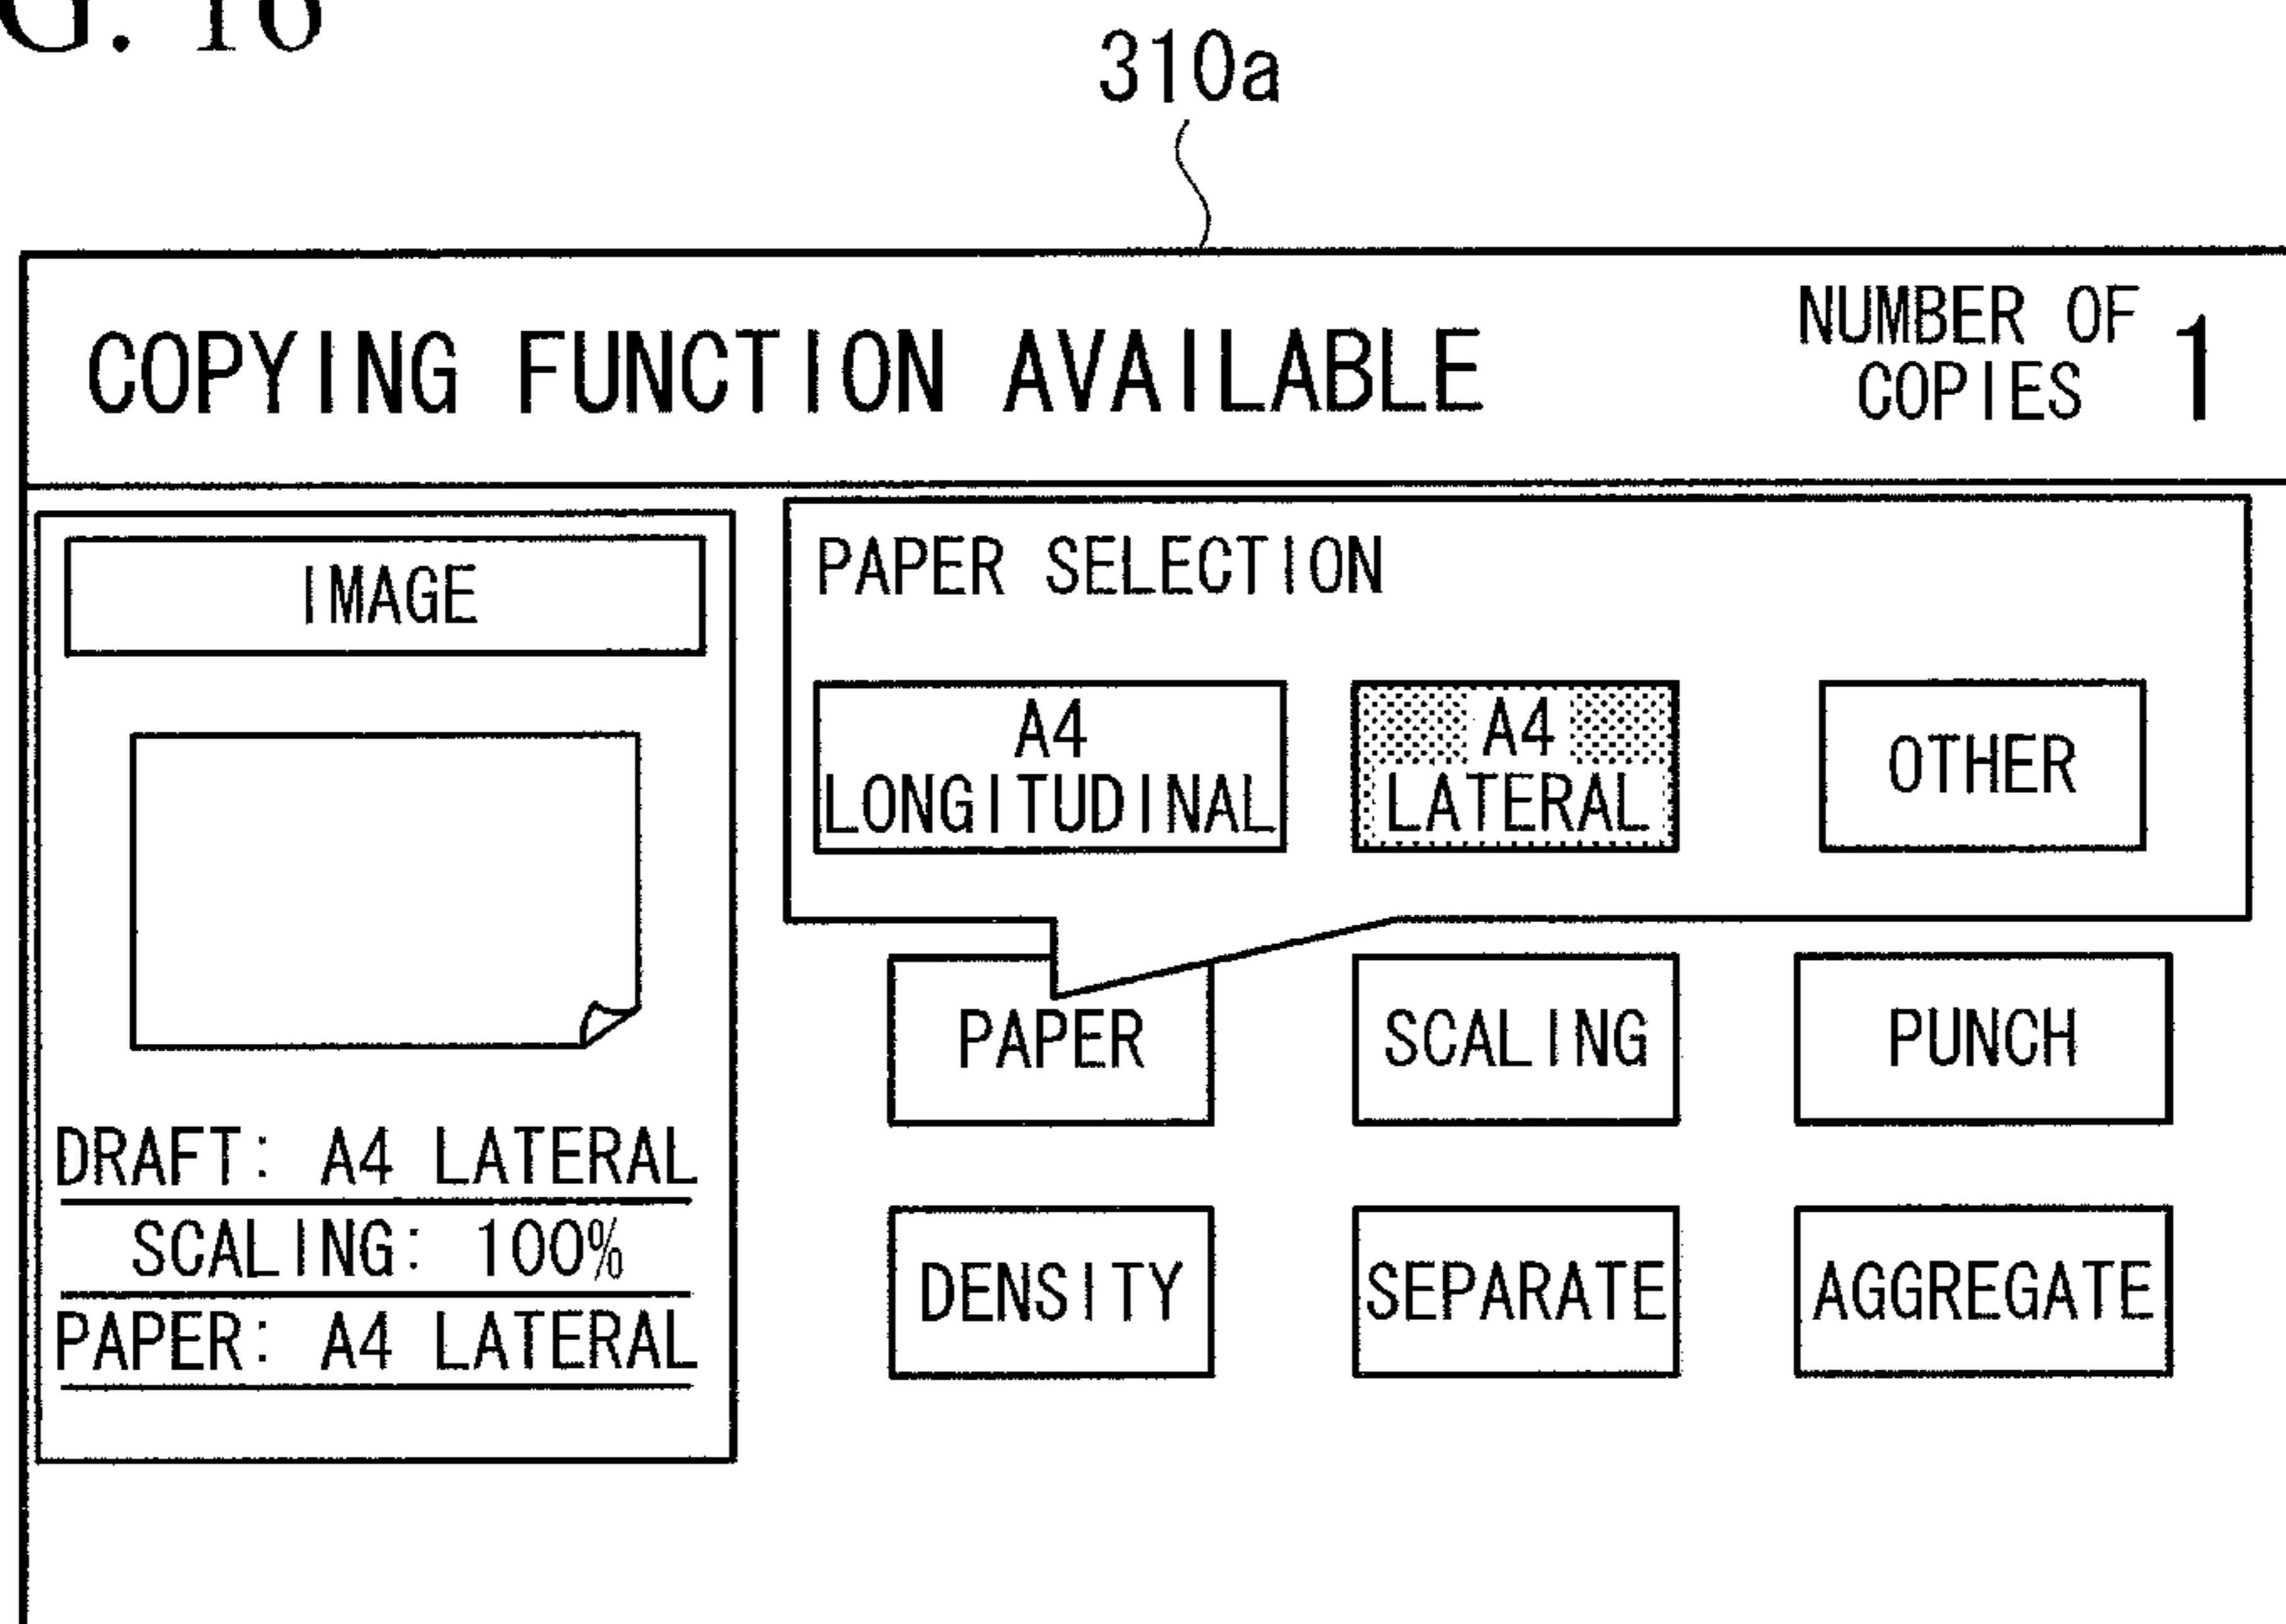 G. 16
310a
COPYING FUNCTION AVAILABLE
NUMBER OF
COPIES
1
IMAGE
DRAFT: A4 LATERAL
SCALING: 100%
PAPER: A4 LATERAL
PAPER SELECTION
A4
LONGITUDINAL
A4
LATERAL
OTHER
PAPER
SCALING
PUNCH
DENSITY
SEPARATE
AGGREGATE